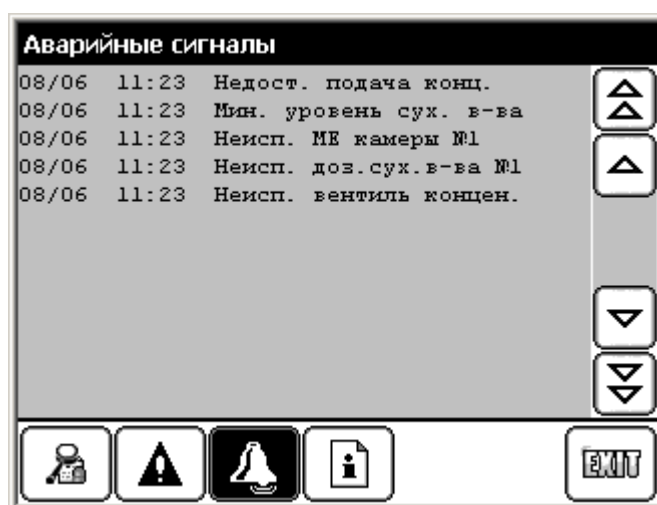 Аварийные сигналы
08/06 11:23 Недост. подача конц.
08/06 11:23 Мин. уровень сух. в-ва
08/06 11:23 Неисп. МЕ камеры №1
08/06 11:23 Неисп. доз.сух.в-ва №1
08/06 11:23 Неисп. вентиль концен.
EXIT